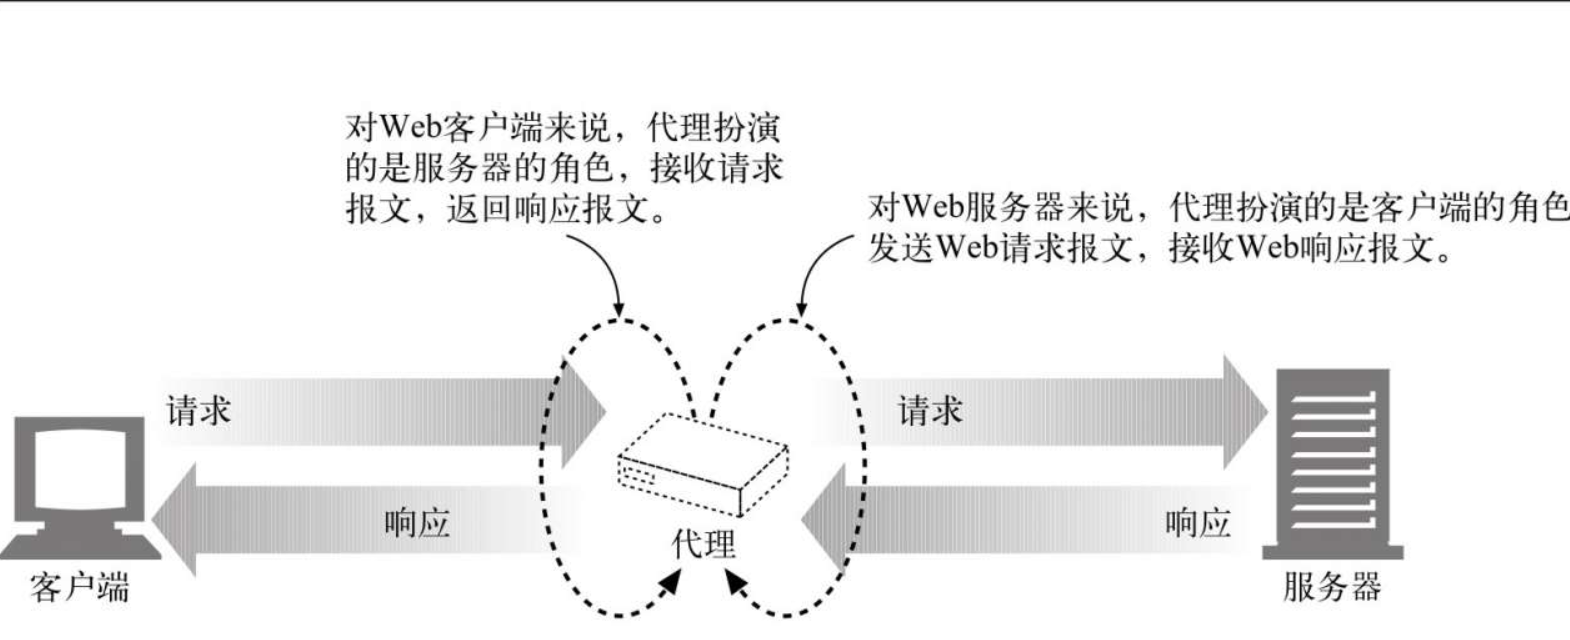 对Web客户端来说，代理扮演
的是服务器的角色，接收请求
报文，返回响应报文。
对Web服务器来说，代理扮演的是客户端的角色
发送Web请求报文，接收Web响应报文。
请求
请求
响应
响应
代理
客户端
服务器